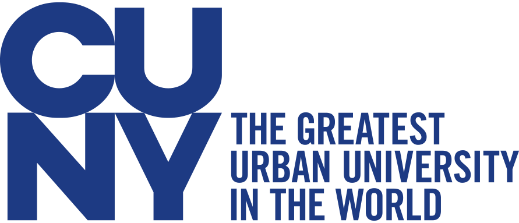 CU
NY
THE GREATEST
URBAN UNIVERSITY
IN THE WORLD